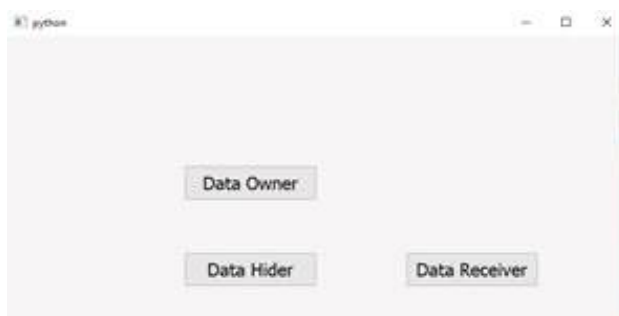 python
Data Owner
Data Hider
Data Receiver